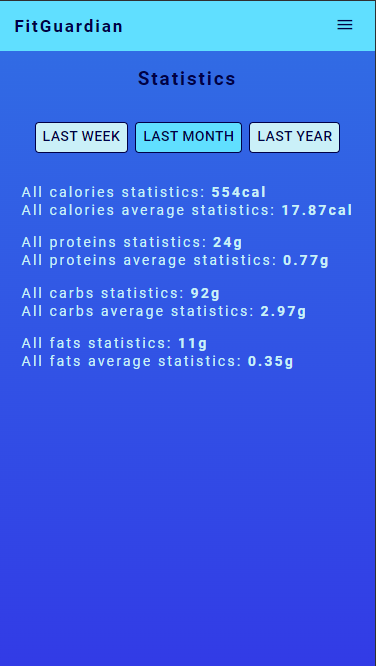 FitGuardian
Statistics
LAST WEEK LAST MONTH LAST YEAR
All calories statistics: 554cal
All calories average statistics: 17.87cal
All proteins statistics: 24g
All proteins average statistics: 0.77g
All carbs statistics: 92g
All carbs average statistics: 2.97g
All fats statistics: 11g
All fats average statistics: 0.35g